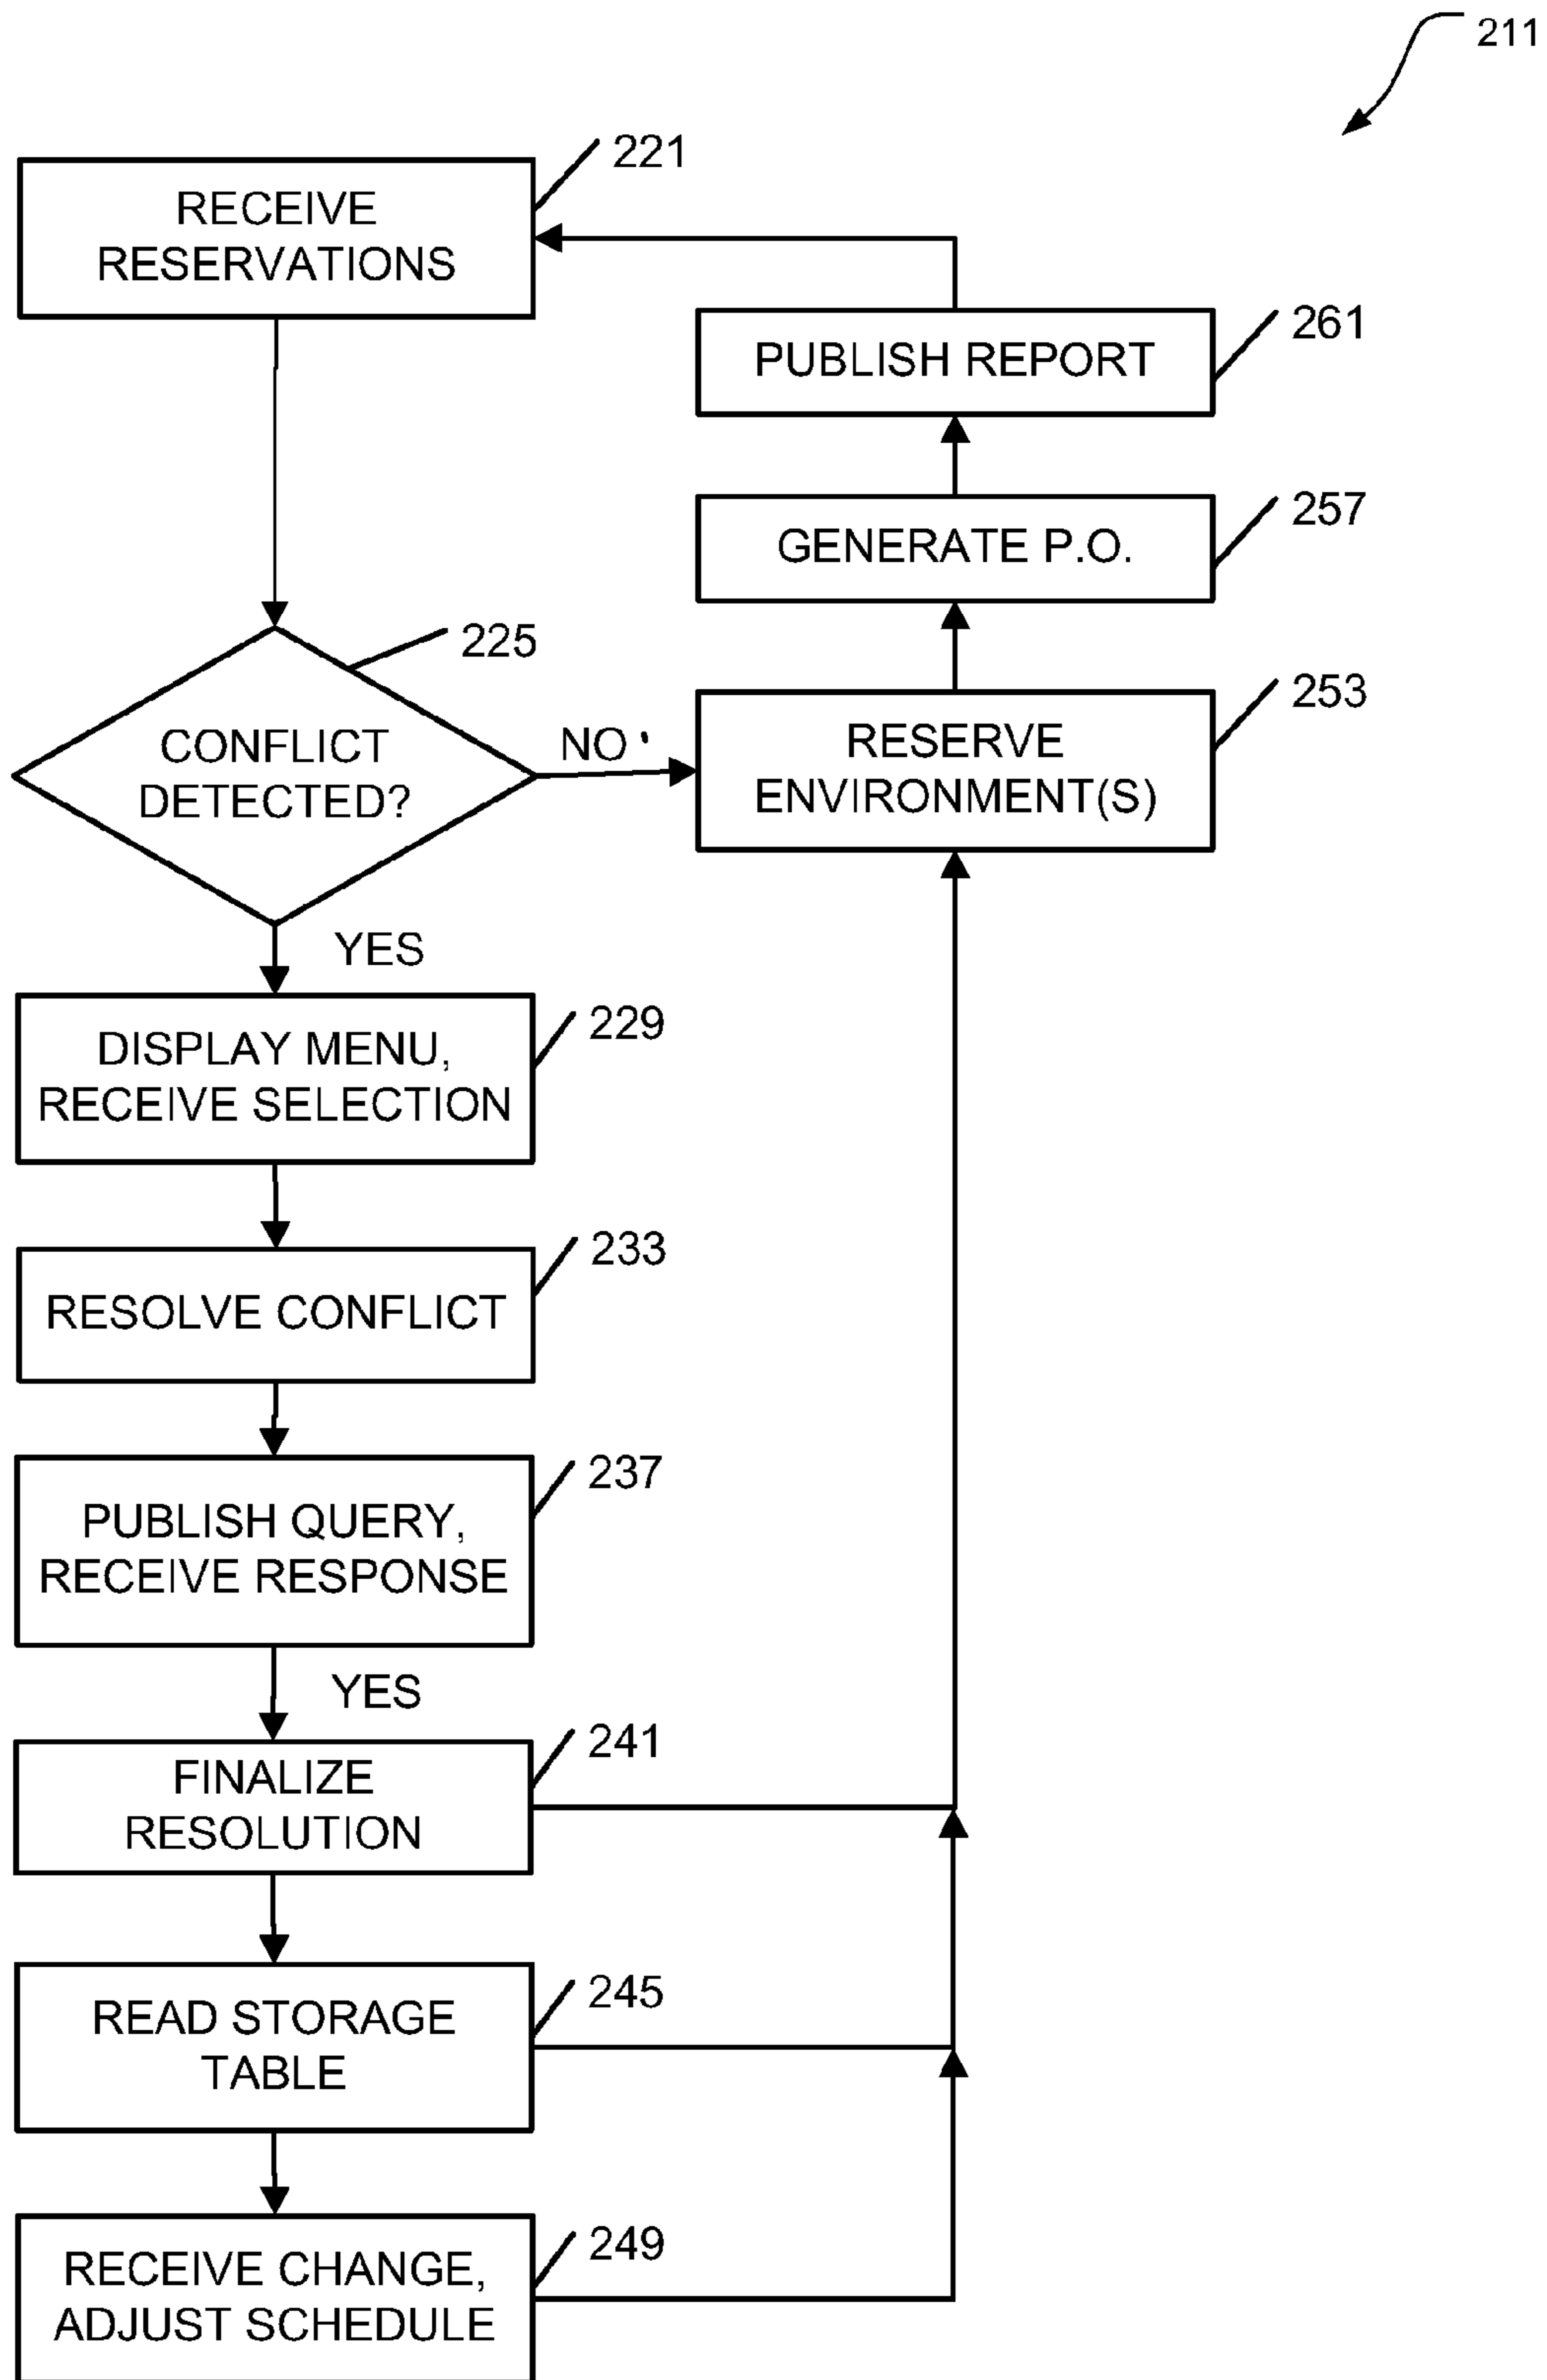 211
RECEIVE
RESERVATIONS
221
PUBLISH REPORT
261
GENERATE P.O.
257
CONFLICT
DETECTED?
225
NO
RESERVE
ENVIRONMENT(S)
253
YES
DISPLAY MENU,
RECEIVE SELECTION
229
RESOLVE CONFLICT
233
PUBLISH QUERY,
RECEIVE RESPONSE
237
YES
FINALIZE
RESOLUTION
241
READ STORAGE
TABLE
245
RECEIVE CHANGE,
ADJUST SCHEDULE
249